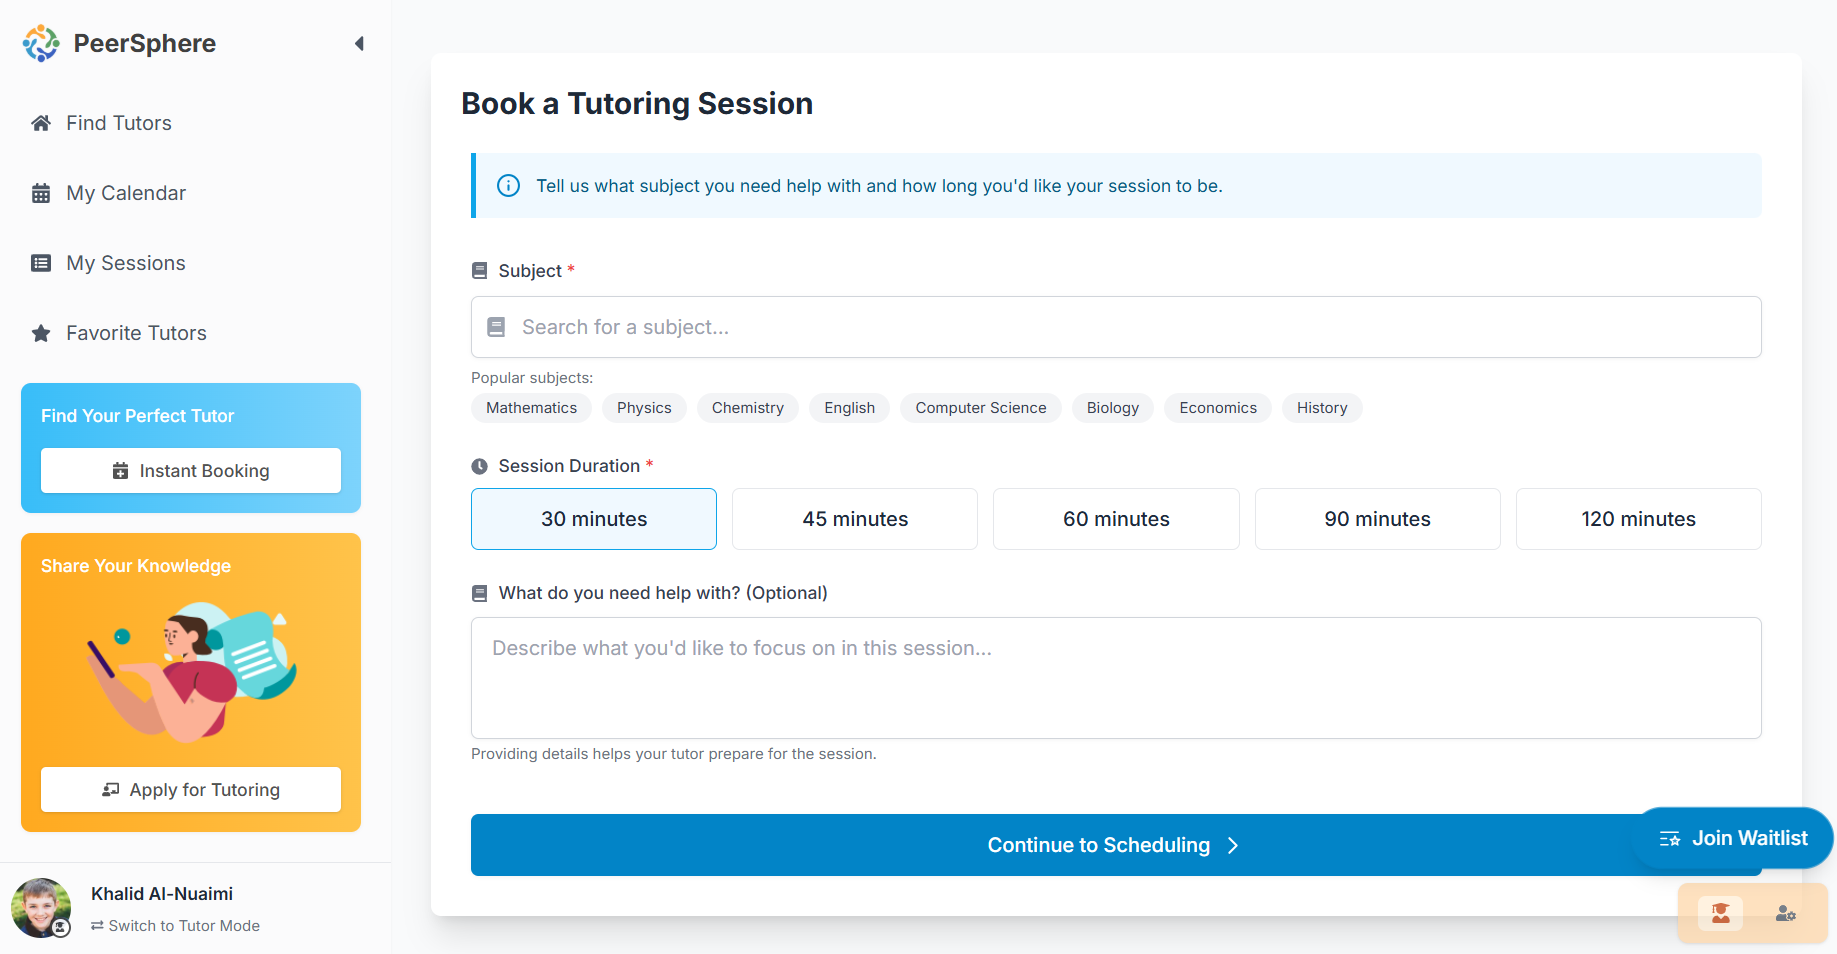 PeerSphere
Find Tutors
My Calendar
My Sessions
Favorite Tutors
Find Your Perfect Tutor
Instant Booking
Share Your Knowledge
Apply for Tutoring
Khalid Al-Nuaimi
Switch to Tutor Mode
Book a Tutoring Session
Tell us what subject you need help with and how long you'd like your session to be.
Subject *
Search for a subject...
Popular subjects:
Mathematics Physics Chemistry English Computer Science Biology Economics History
Session Duration *
30 minutes 45 minutes 60 minutes 90 minutes 120 minutes
What do you need help with? (Optional)
Describe what you'd like to focus on in this session...
Providing details helps your tutor prepare for the session.
Continue to Scheduling
Join Waitlist